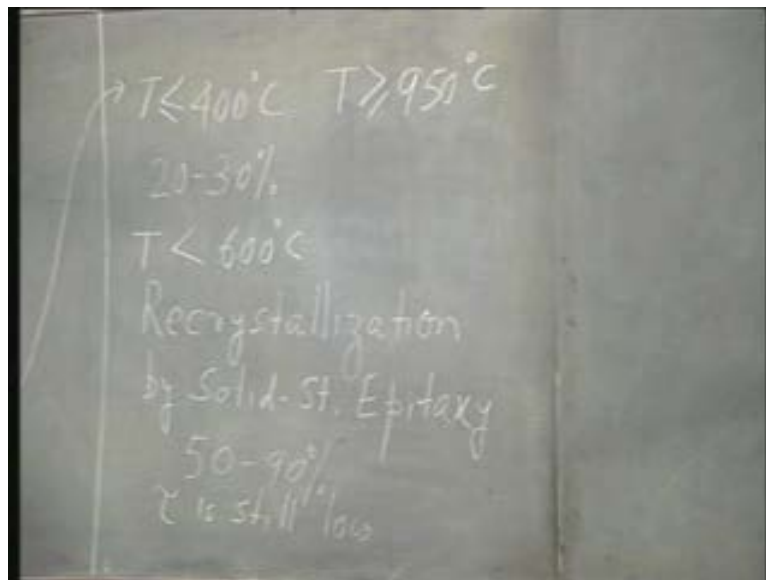 T≤400°C T≥950°C
20-30%
T < 600°C
Recrystallization
by Solid-St. Epitaxy
50-90%
τ is still low